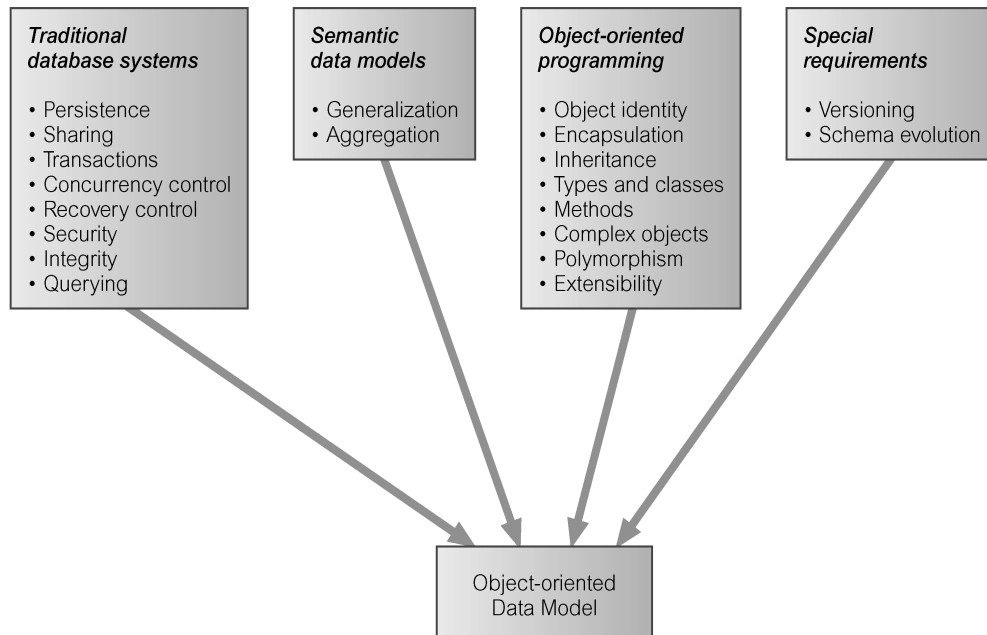 Traditional
database systems
• Persistence
• Sharing
• Transactions
• Concurrency control
• Recovery control
• Security
• Integrity
• Querying
Semantic
data models
• Generalization
• Aggregation
Object-oriented
programming
• Object identity
• Encapsulation
• Inheritance
• Types and classes
• Methods
• Complex objects
• Polymorphism
• Extensibility
Special
requirements
• Versioning
• Schema evolution
Object-oriented
Data Model